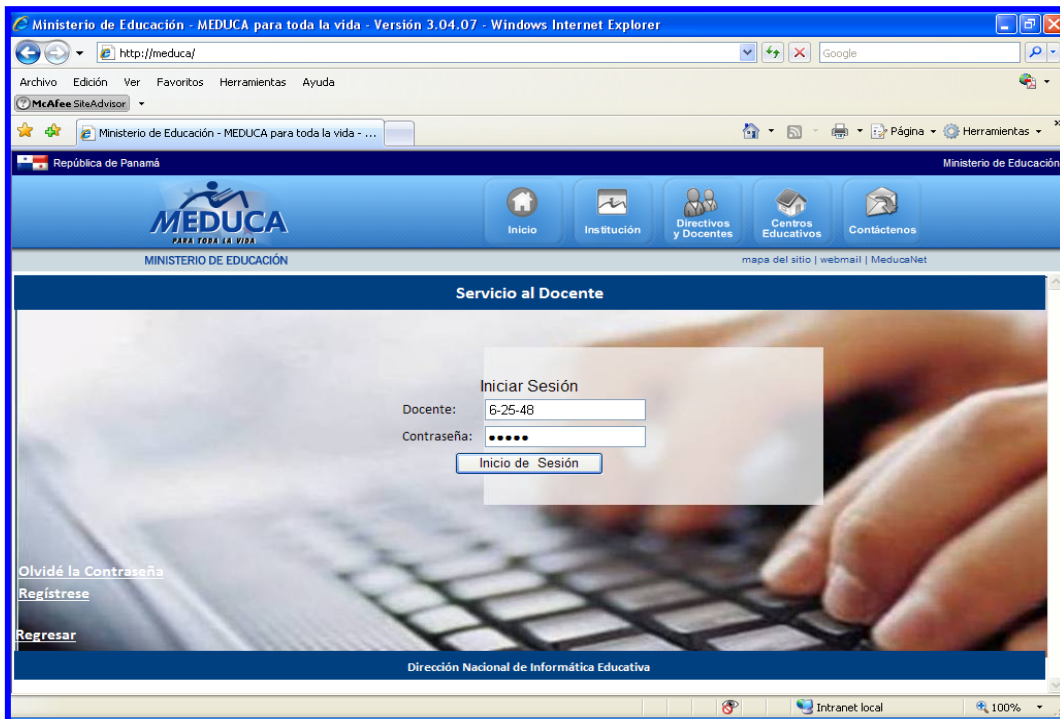 Ministerio de Educación - MEDUCA para toda la vida - Versión 3.04.07 - Windows Internet Explorer
http://meduca/
Google
Archivo Edición Ver Favoritos Herramientas Ayuda
McAfee SiteAdvisor
Ministerio de Educación - MEDUCA para toda la vida - ...
Página
Herramientas
República de Panamá
Ministerio de Educación
MEDUCA
PARA TODA LA VIDA
Inicio
Institución
Directivos
y Docentes
Centros
Educativos
Contáctenos
MINISTERIO DE EDUCACIÓN
mapa del sitio | webmail | MeducaNet
Servicio al Docente
Iniciar Sesión
Docente: 6-25-48
Contraseña: •••••
Inicio de Sesión
Olvidé la Contraseña
Regístrese
Regresar
Dirección Nacional de Informática Educativa
Intranet local
100%